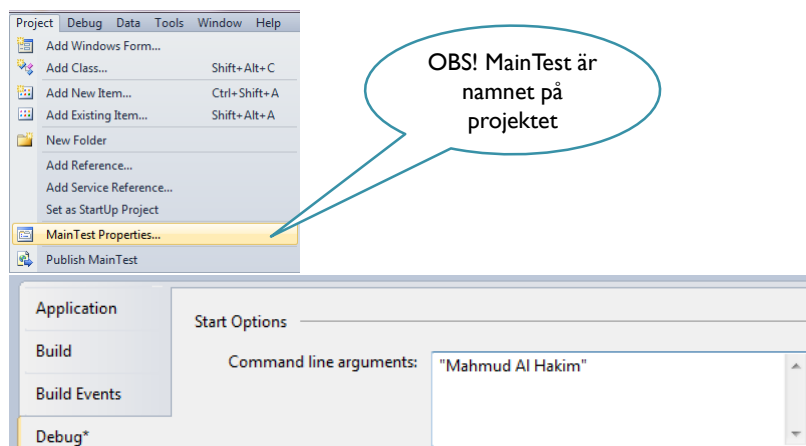 Project Debug Data Tools Window Help
Add Windows Form...
Add Class... Shift+Alt+C
Add New Item... Ctrl+Shift+A
Add Existing Item... Shift+Alt+A
New Folder
Add Reference...
Add Service Reference...
Set as StartUp Project
MainTest Properties...
Publish MainTest
OBS! MainTest är
namnet på
projektet
Application
Build
Build Events
Debug*
Start Options
Command line arguments: "Mahmud Al Hakim"